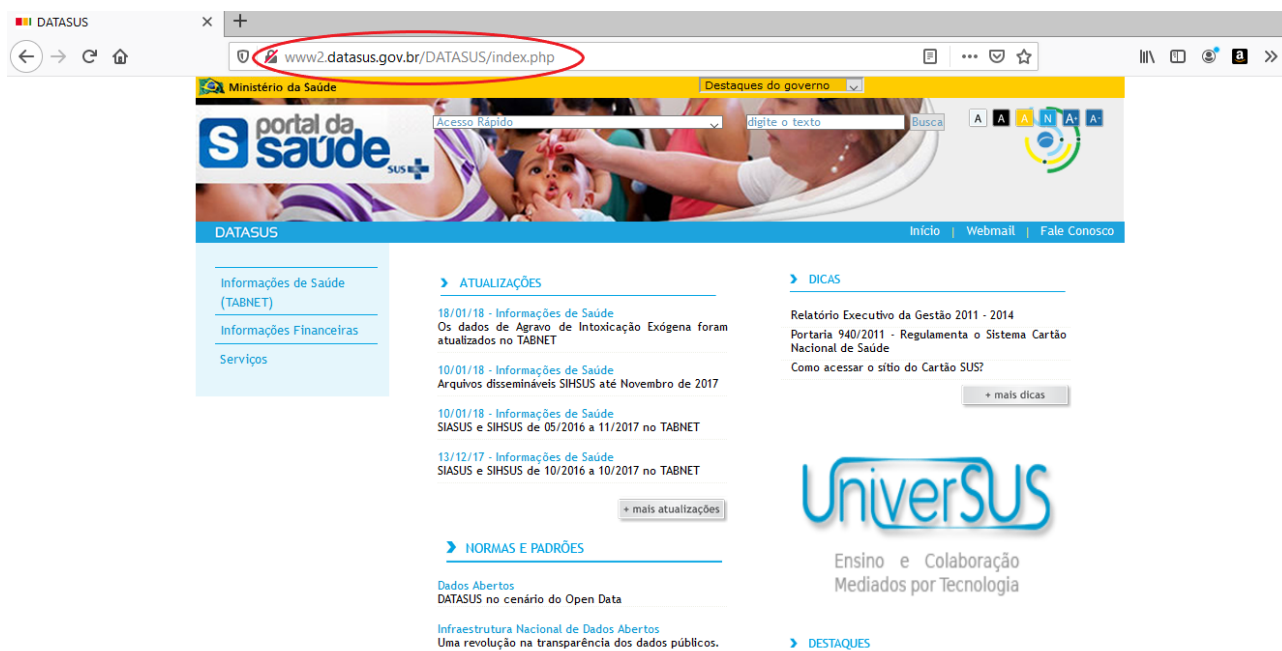 DATASUS
www2.datasus.gov.br/DATASUS/index.php
Ministério da Saúde
Destaques do governo
portal da
saúde
SUS
Acesso Rápido
digite o texto
Busca
A A A N A+ A-
DATASUS
Início | Webmail | Fale Conosco
Informações de Saúde
(TABNET)
Informações Financeiras
Serviços
ATUALIZAÇÕES
18/01/18 - Informações de Saúde
Os dados de Agravo de Intoxicação Exógena foram
atualizados no TABNET
10/01/18 - Informações de Saúde
Arquivos dissemináveis SIHSUS até Novembro de 2017
10/01/18 - Informações de Saúde
SIASUS e SIHSUS de 05/2016 a 11/2017 no TABNET
13/12/17 - Informações de Saúde
SIASUS e SIHSUS de 10/2016 a 10/2017 no TABNET
+ mais atualizações
NORMAS E PADRÕES
Dados Abertos
DATASUS no cenário do Open Data
Infraestrutura Nacional de Dados Abertos
Uma revolução na transparência dos dados públicos.
DICAS
Relatório Executivo da Gestão 2011 - 2014
Portaria 940/2011 - Regulamenta o Sistema Cartão
Nacional de Saúde
Como acessar o sítio do Cartão SUS?
+ mais dicas
UniverSUS
Ensino e Colaboração
Mediados por Tecnologia
DESTAQUES